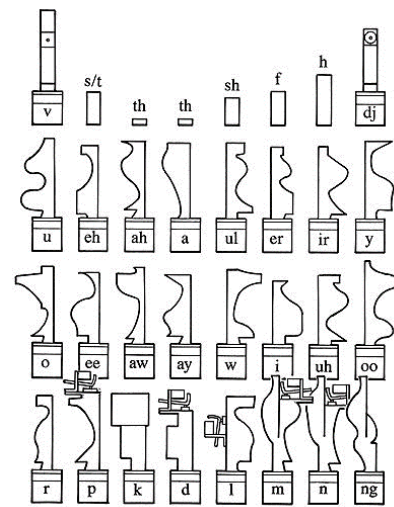 v s/t th th sh f h dj
u eh ah a ul er ir y
o ee aw ay w i uh oo
r p k d l m n ng